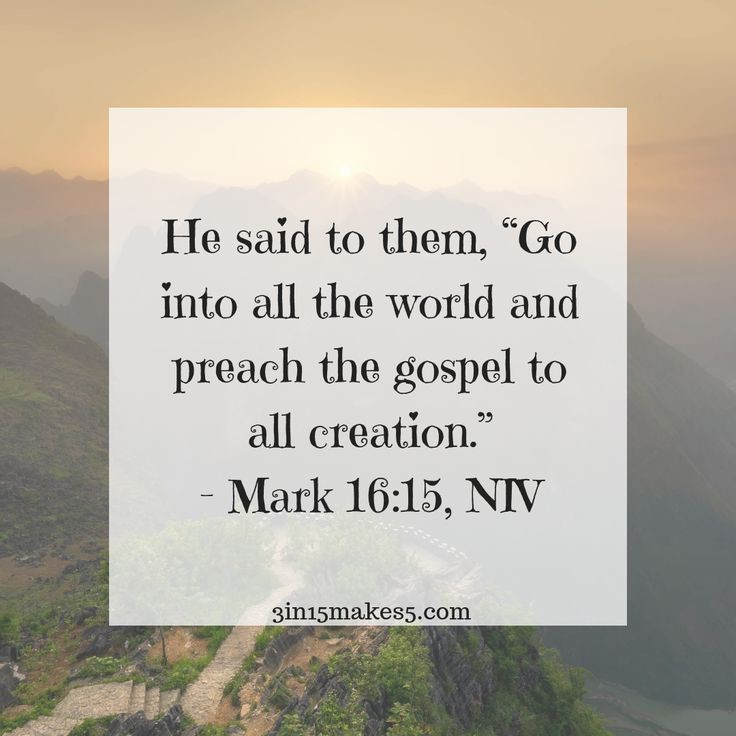 He said to them, “Go
into all the world and
preach the gospel to
all creation.”
- Mark 16:15, NIV
3in15makes5.com